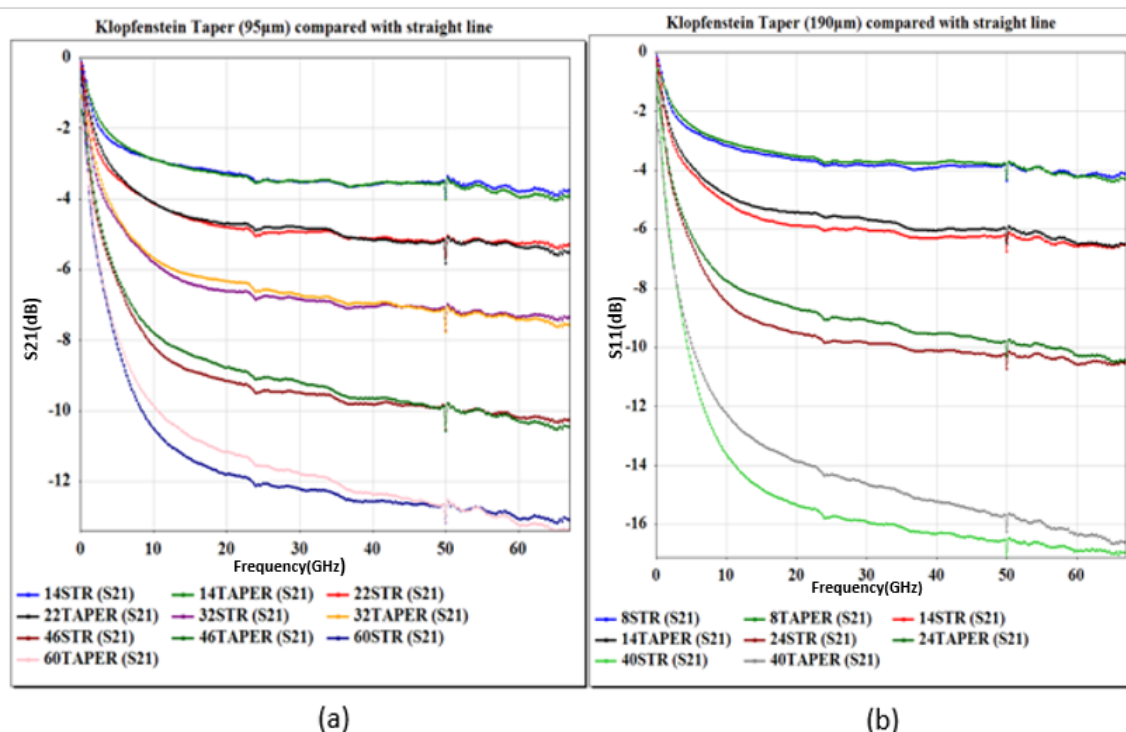 Klopfenstein Taper (95µm) compared with straight line
0
-2
-4
-6
-8
-10
-12
S21(dB)
0 10 20 30 40 50 60
Frequency(GHz)
14STR (S21) 14TAPER (S21) 22STR (S21)
22TAPER (S21) 32STR (S21) 32TAPER (S21)
46STR (S21) 46TAPER (S21) 60STR (S21)
60TAPER (S21)
(a)
Klopfenstein Taper (190µm) compared with straight line
0
-2
-4
-6
-8
-10
-12
-14
-16
S11(dB)
0 10 20 30 40 50 60
Frequency(GHz)
8STR (S21) 8TAPER (S21) 14STR (S21)
14TAPER (S21) 24STR (S21) 24TAPER (S21)
40STR (S21) 40TAPER (S21)
(b)